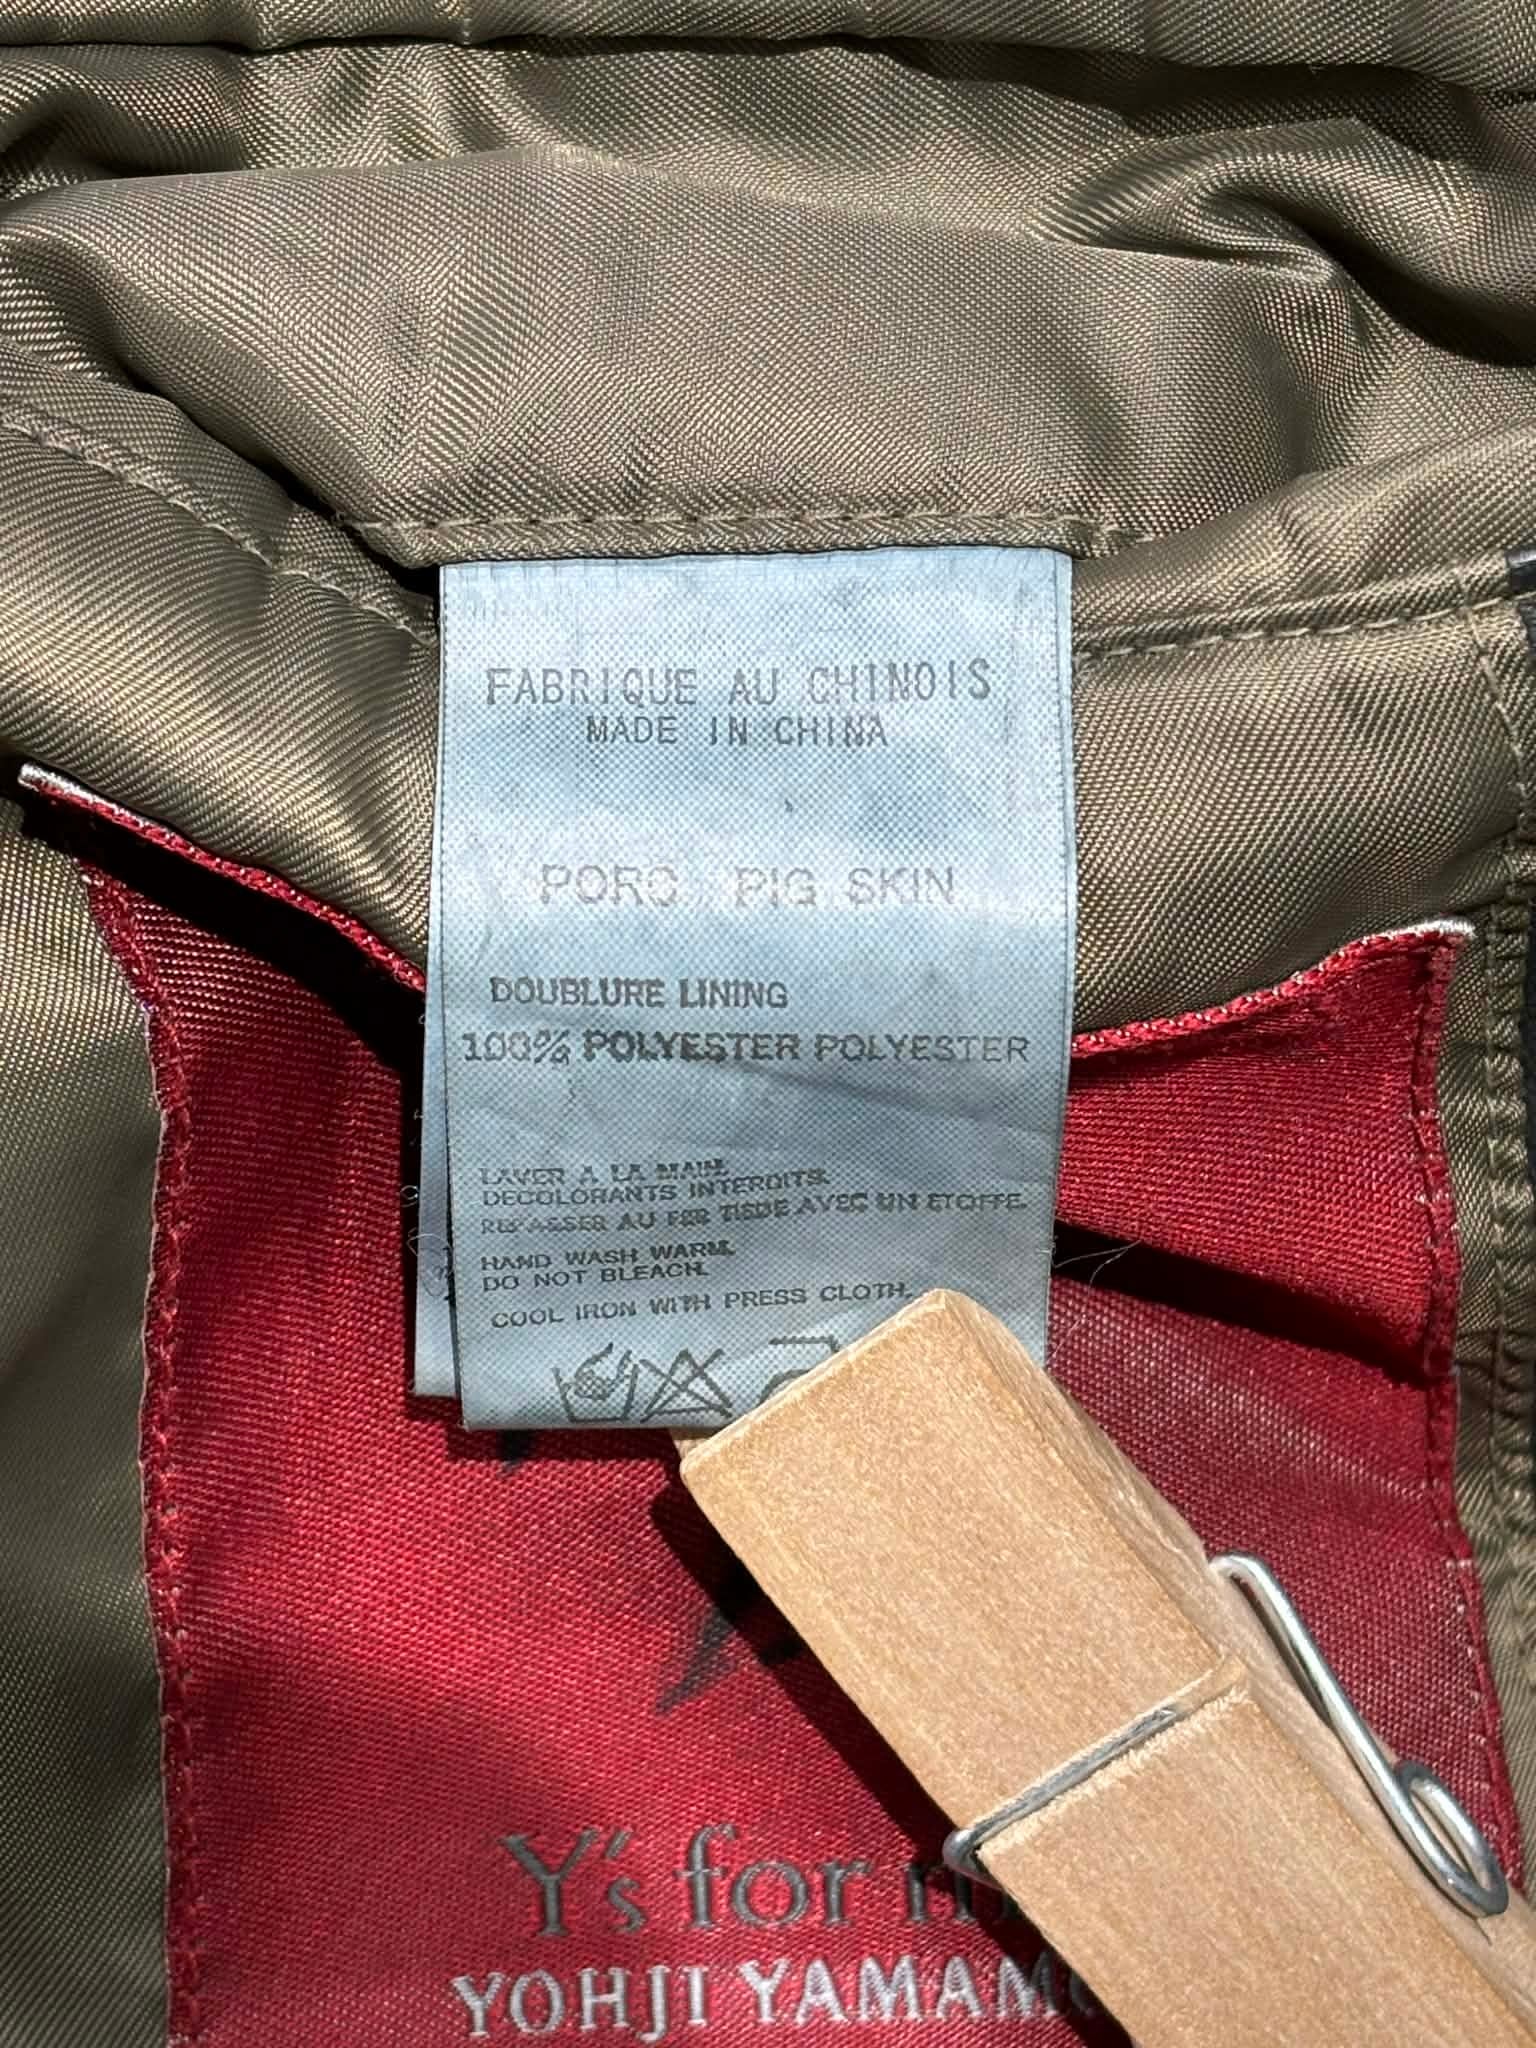 FABRIQUE AU CHINOIS
MADE IN CHINA
PORC PIG SKIN
DOUBLURE LINING
100% POLYESTER POLYESTER
LAVER A LA MAIN.
DECOLORANTS INTERDITS.
REPASSER AU FER TIEDE AVEC UN ETOFFE.
HAND WASH WARM.
DO NOT BLEACH.
COOL IRON WITH PRESS CLOTH.
Y's for
YOHJI